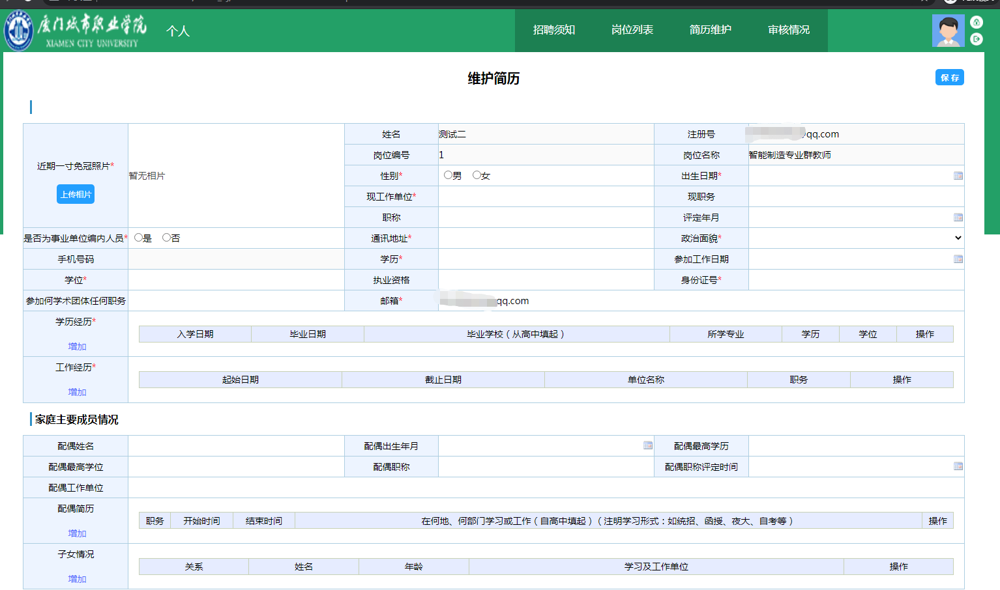 厦门城市职业学院
XIAMEN CITY UNIVERSITY
个人
招聘须知 岗位列表 简历维护 审核情况
维护简历
保存
近期一寸免冠照片*
上传相片
暂无相片
姓名 测试二 注册号 @qq.com
岗位编号 1 岗位名称 智能制造专业群教师
性别* 男 女 出生日期*
现工作单位* 现职务
职称 评定年月
是否为事业单位编内人员* 是 否 通讯地址* 政治面貌*
手机号码 学历* 参加工作日期
学位* 执业资格 身份证号*
参加何学术团体任何职务 邮箱* qq.com
学历经历*
增加
入学日期 毕业日期 毕业学校（从高中填起） 所学专业 学历 学位 操作
工作经历*
增加
起始日期 截止日期 单位名称 职务 操作
家庭主要成员情况
配偶姓名 配偶出生年月 配偶最高学历
配偶最高学位 配偶职称 配偶职称评定时间
配偶工作单位
配偶简历
增加
职务 开始时间 结束时间 在何地、何部门学习或工作（自高中填起）（注明学习形式：如统招、函授、夜大、自考等） 操作
子女情况
增加
关系 姓名 年龄 学习及工作单位 操作